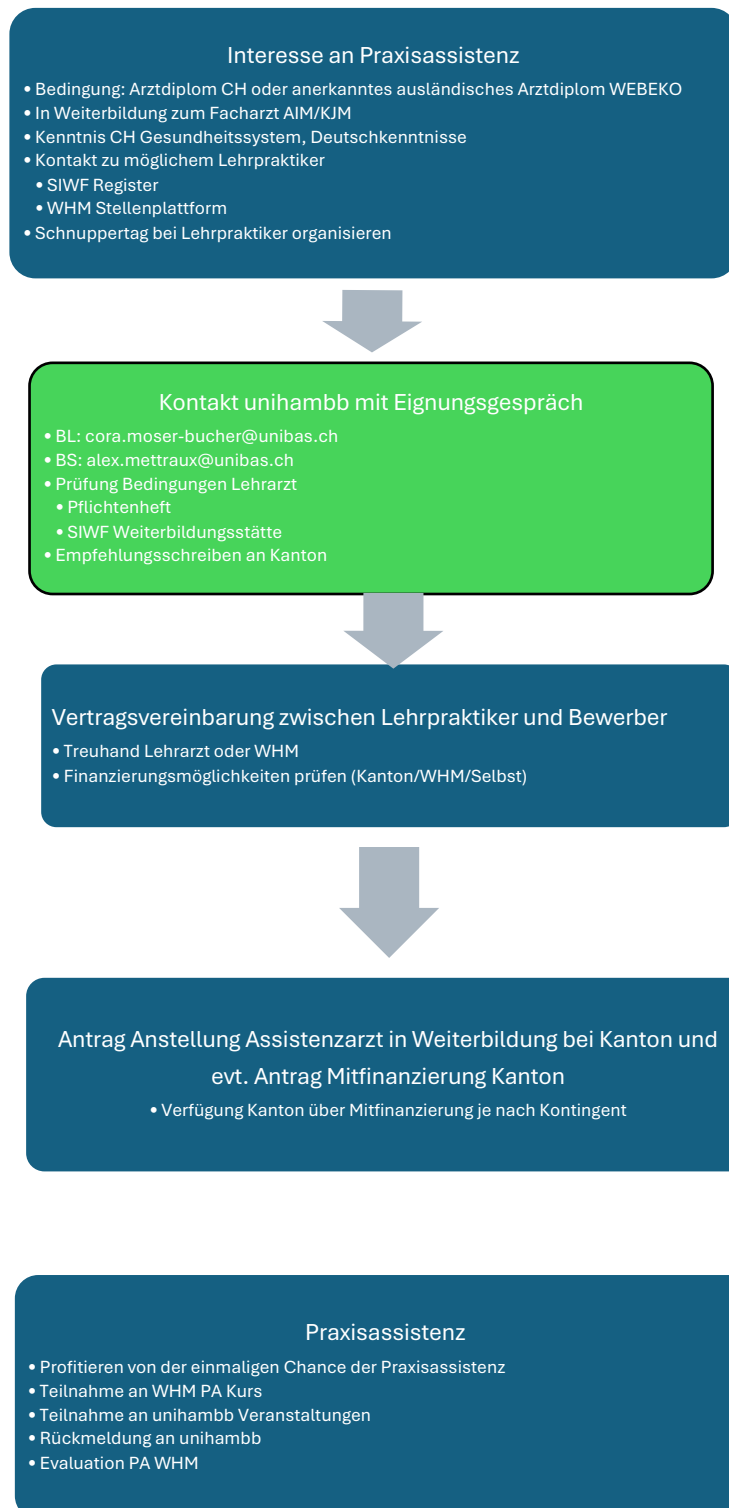 Interesse an Praxisassistenz
• Bedingung: Arztdiplom CH oder anerkanntes ausländisches Arztdiplom WEBEKO
• In Weiterbildung zum Facharzt AIM/KJM
• Kenntnis CH Gesundheitssystem, Deutschkenntnisse
• Kontakt zu möglichem Lehrpraktiker
• SIWF Register
• WHM Stellenplattform
• Schnuppertag bei Lehrpraktiker organisieren
Kontakt unihambb mit Eignungsgespräch
• BL: cora.moser-bucher@unibas.ch
• BS: alex.mettraux@unibas.ch
• Prüfung Bedingungen Lehrarzt
• Pflichtenheft
• SIWF Weiterbildungsstätte
• Empfehlungsschreiben an Kanton
Vertragsvereinbarung zwischen Lehrpraktiker und Bewerber
• Treuhand Lehrarzt oder WHM
• Finanzierungsmöglichkeiten prüfen (Kanton/WHM/Selbst)
Antrag Anstellung Assistenzarzt in Weiterbildung bei Kanton und
evt. Antrag Mitfinanzierung Kanton
• Verfügung Kanton über Mitfinanzierung je nach Kontingent
Praxisassistenz
• Profitieren von der einmaligen Chance der Praxisassistenz
• Teilnahme an WHM PA Kurs
• Teilnahme an unihambb Veranstaltungen
• Rückmeldung an unihambb
• Evaluation PA WHM